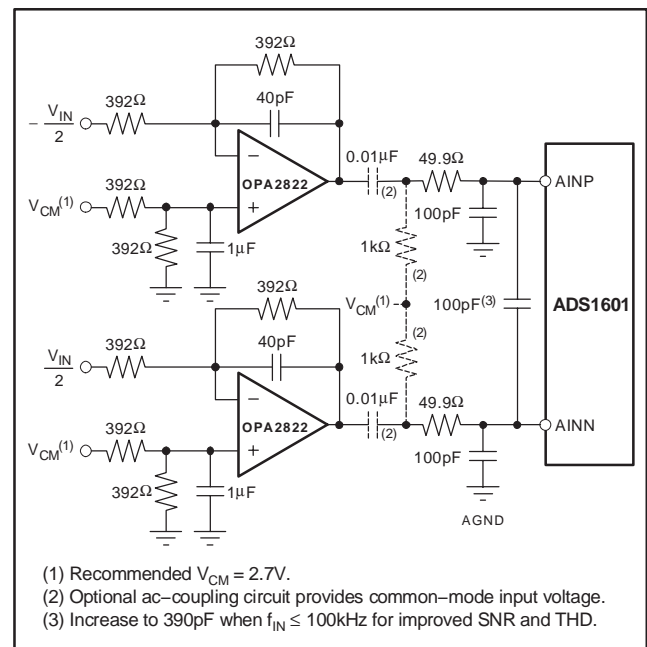 392Ω
40pF
− V_IN/2
392Ω
OPA2822
0.01μF
(2)
49.9Ω
AINP
392Ω
V_CM(1)
392Ω
1μF
100pF
1kΩ
(2)
V_CM(1)
100pF(3)
ADS1601
392Ω
40pF
V_IN/2
392Ω
OPA2822
(2)
1kΩ
0.01μF
(2)
49.9Ω
AINN
392Ω
V_CM(1)
392Ω
1μF
100pF
AGND
(1) Recommended V_CM = 2.7V.
(2) Optional ac−coupling circuit provides common−mode input voltage.
(3) Increase to 390pF when f_IN ≤ 100kHz for improved SNR and THD.